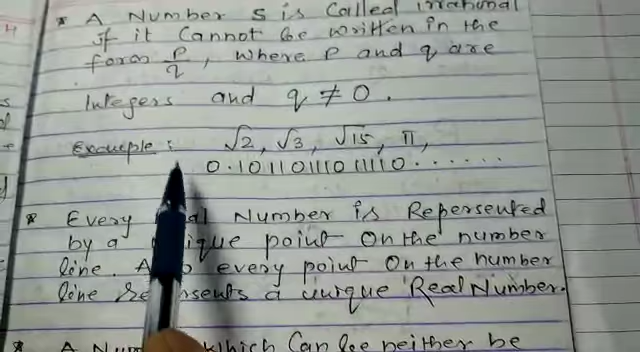 * A Number S is Called irrational
if it Cannot be written in the
form p/q, where p and q are
Integers and q ≠ 0.
Example: √2, √3, √15, π,
0.10110111011110......
* Every Number is Repersented
by a point On the number
line. every point On the number
line a unique Real Number.
* A Which Can be neither be